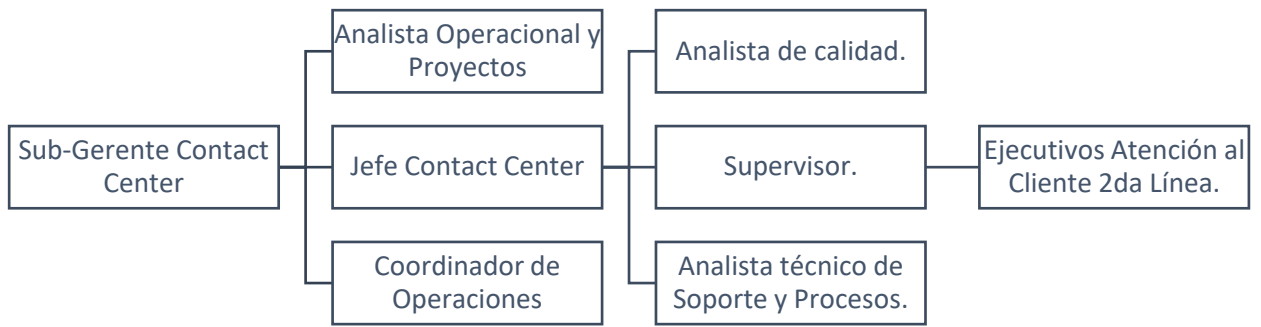 Analista Operacional y
Proyectos
Analista de calidad.
Sub-Gerente Contact
Center
Jefe Contact Center
Supervisor.
Ejecutivos Atención al
Cliente 2da Línea.
Coordinador de
Operaciones
Analista técnico de
Soporte y Procesos.